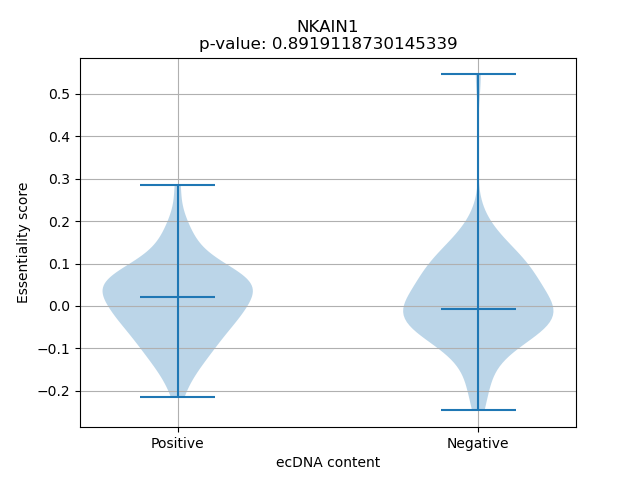 NKAIN1
p-value: 0.8919118730145339
Essentiality score
0.5
0.4
0.3
0.2
0.1
0.0
−0.1
−0.2
Positive
Negative
ecDNA content